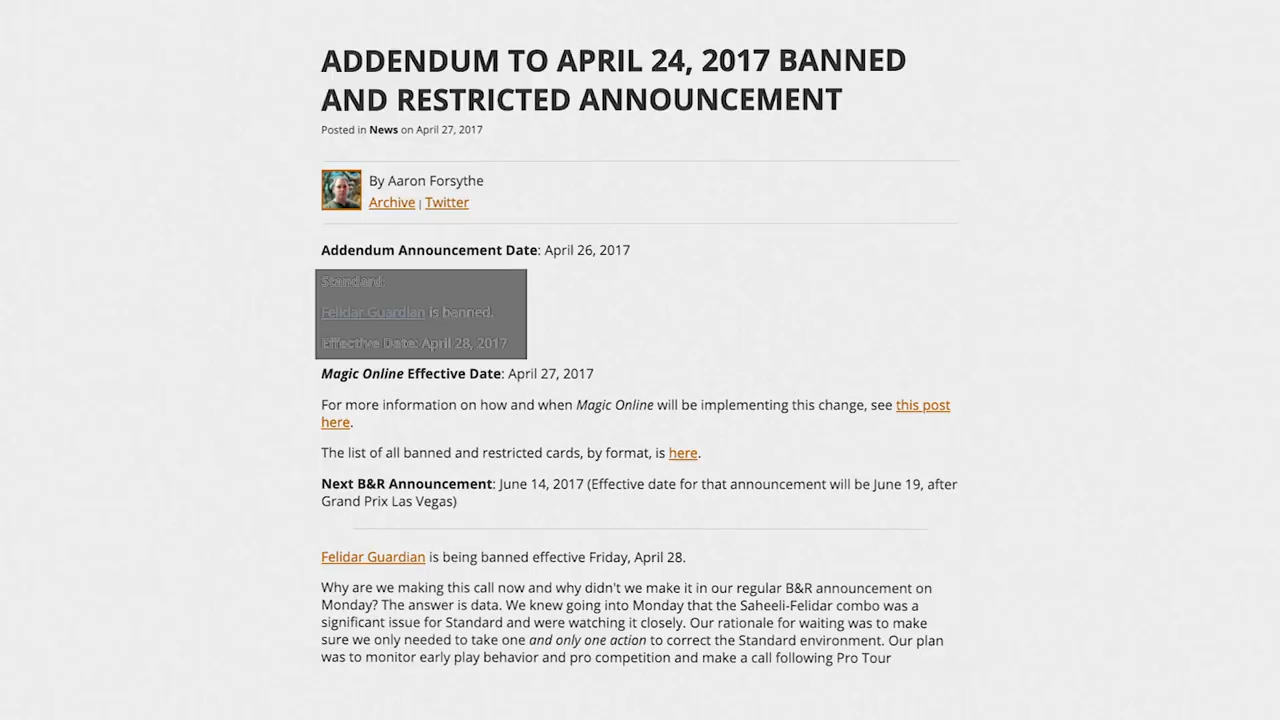 ADDENDUM TO APRIL 24, 2017 BANNED
AND RESTRICTED ANNOUNCEMENT
Posted in News on April 27, 2017
By Aaron Forsythe
Archive | Twitter
Addendum Announcement Date: April 26, 2017
Standard:
Felidar Guardian is banned.
Effective Date: April 28, 2017
Magic Online Effective Date: April 27, 2017
For more information on how and when Magic Online will be implementing this change, see this post
here.
The list of all banned and restricted cards, by format, is here.
Next B&R Announcement: June 14, 2017 (Effective date for that announcement will be June 19, after
Grand Prix Las Vegas)
Felidar Guardian is being banned effective Friday, April 28.
Why are we making this call now and why didn't we make it in our regular B&R announcement on
Monday? The answer is data. We knew going into Monday that the Saheeli-Felidar combo was a
significant issue for Standard and were watching it closely. Our rationale for waiting was to make
sure we only needed to take one and only one action to correct the Standard environment. Our plan
was to monitor early play behavior and pro competition and make a call following Pro Tour